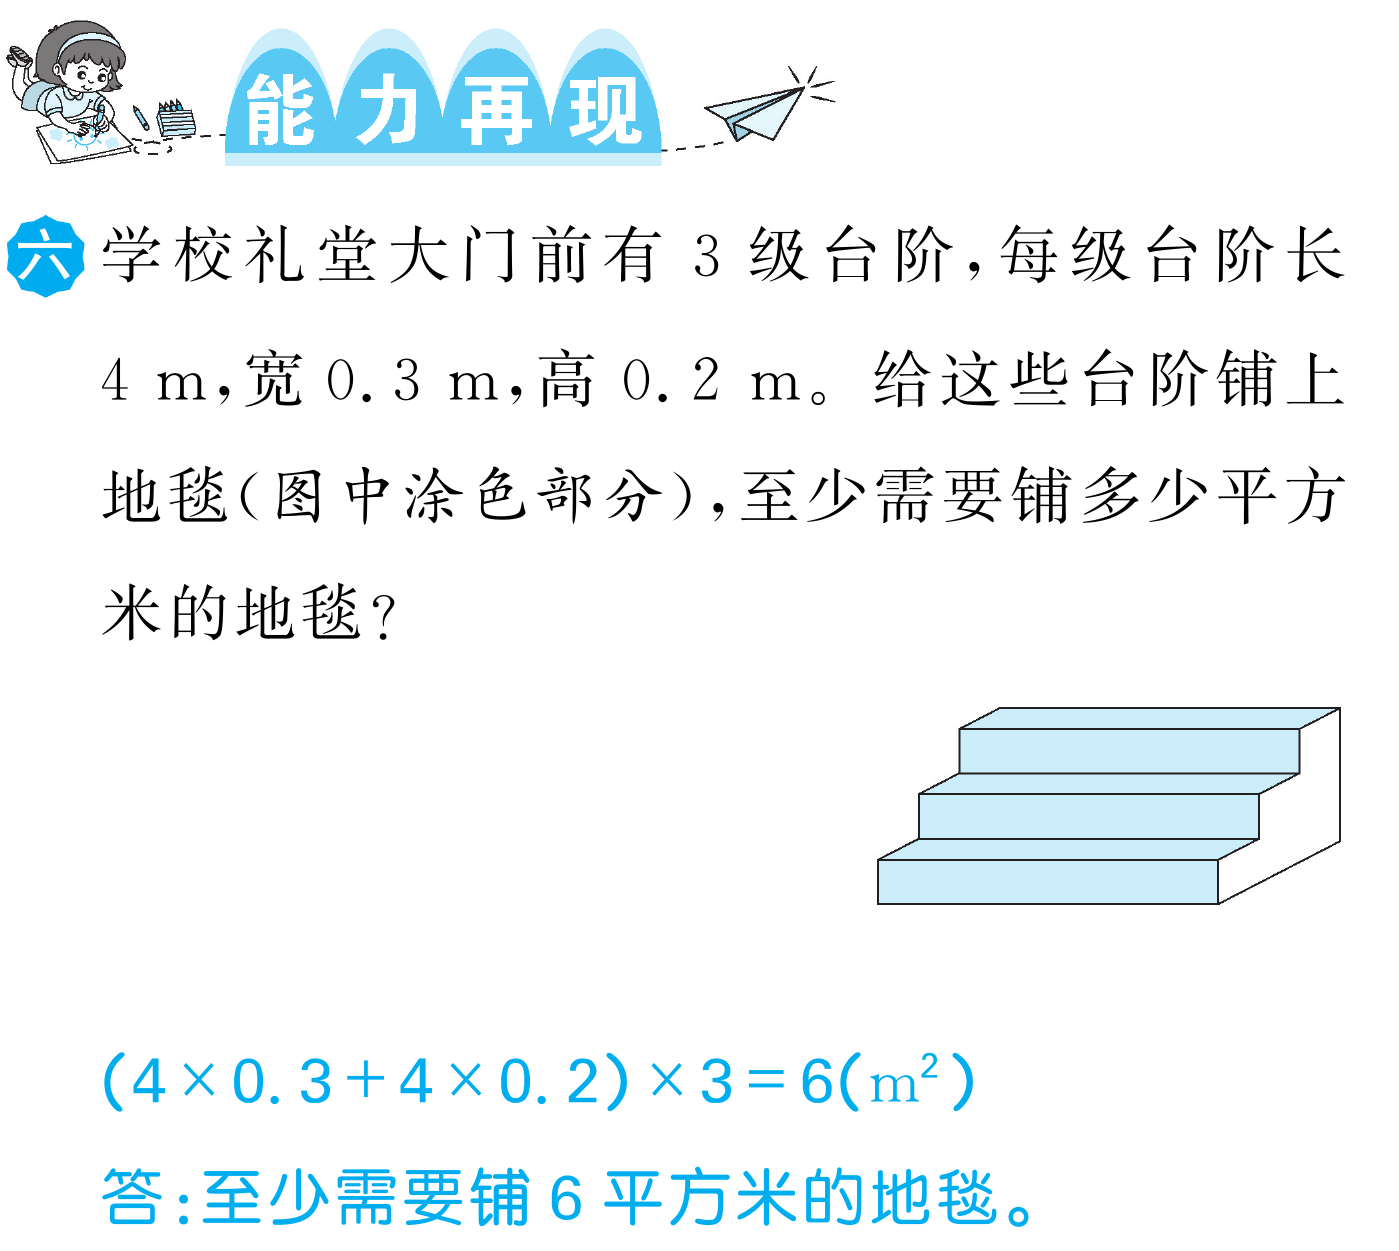 能力再现
六 学校礼堂大门前有 3 级台阶,每级台阶长
4 m,宽 0.3 m,高 0.2 m。给这些台阶铺上
地毯(图中涂色部分),至少需要铺多少平方
米的地毯?
(4×0.3+4×0.2)×3=6(m²)
答:至少需要铺 6 平方米的地毯。